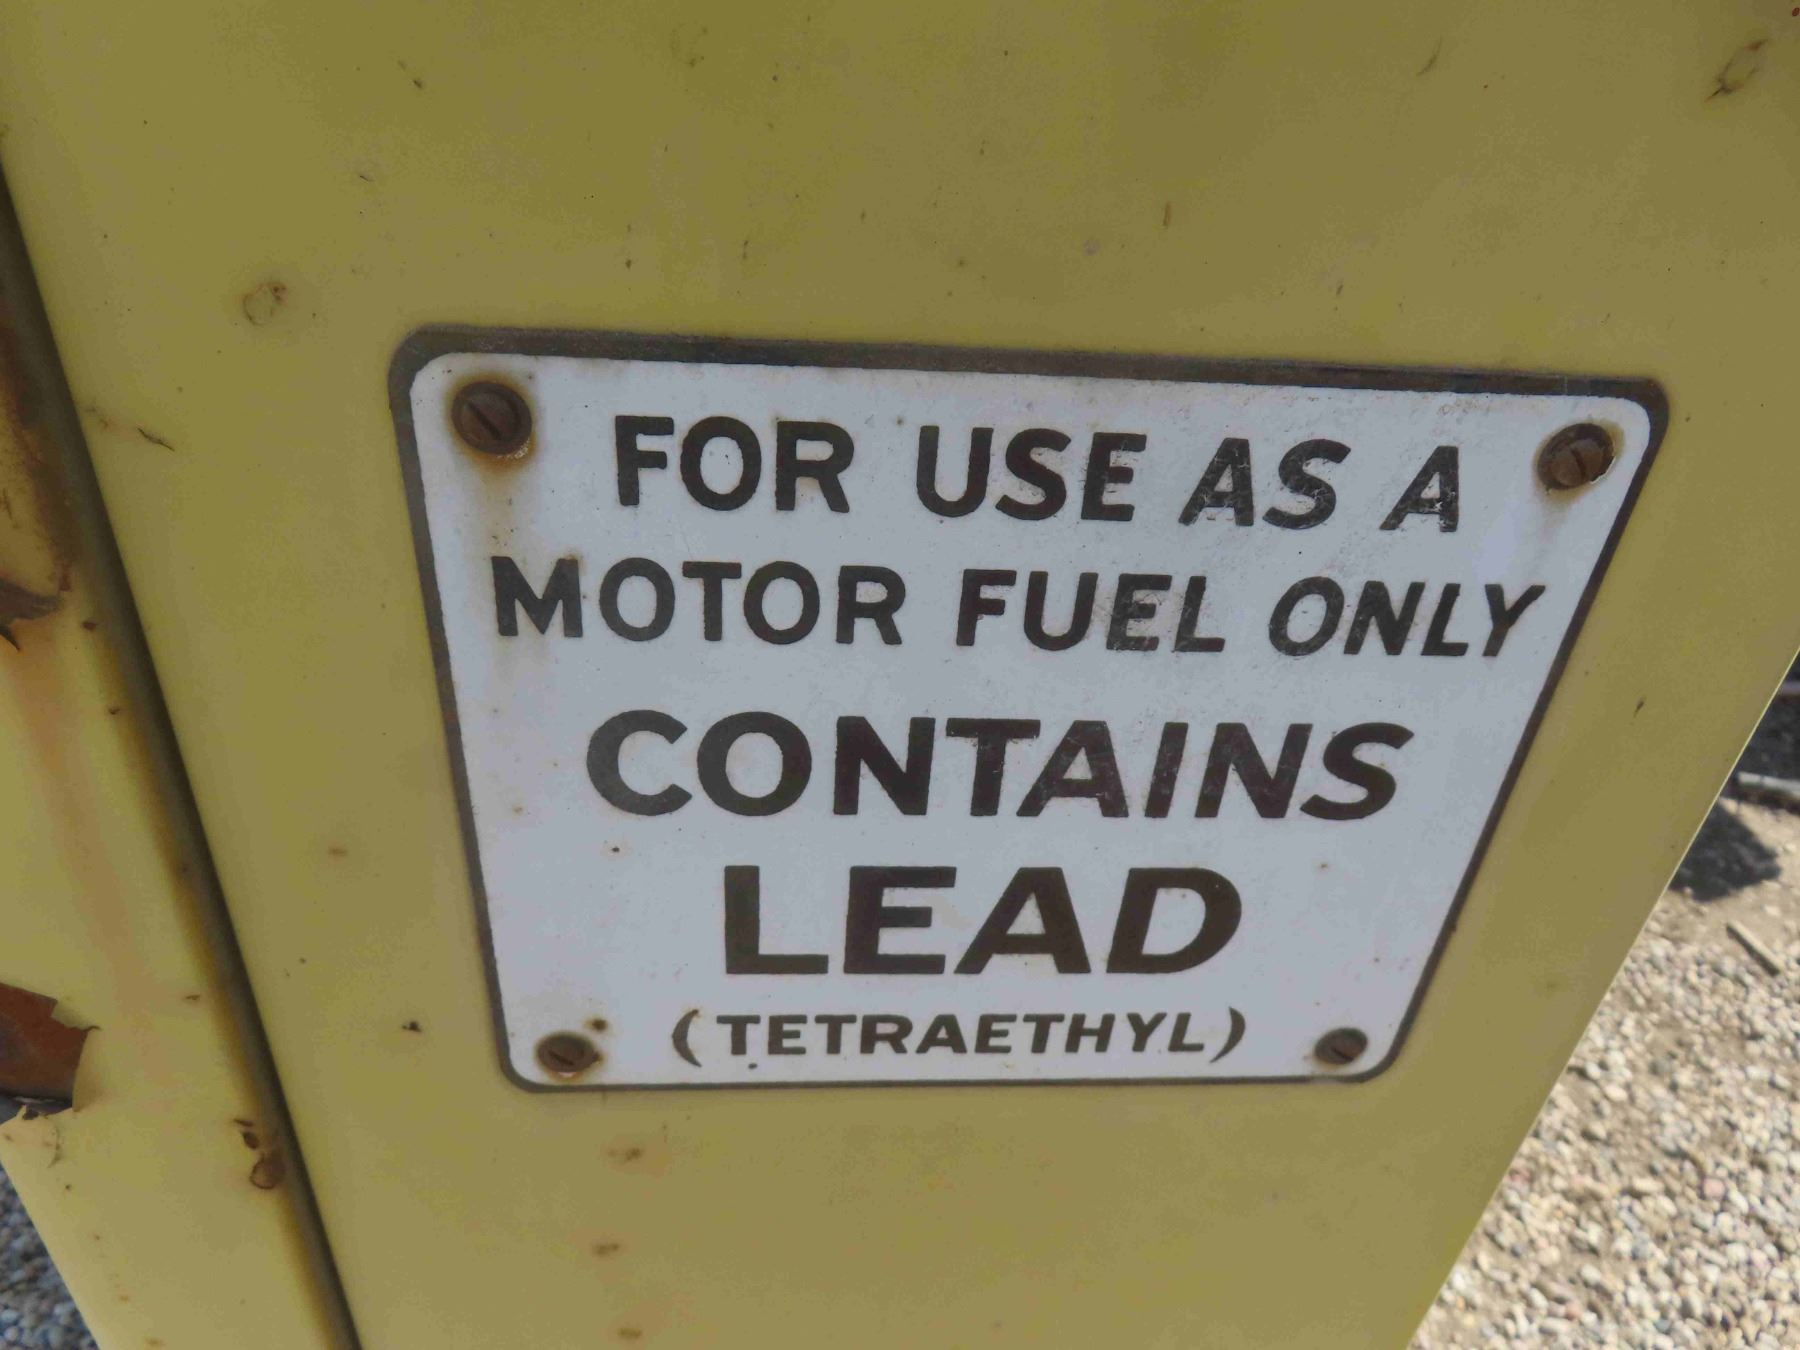 FOR USE AS A
MOTOR FUEL ONLY
CONTAINS
LEAD
(TETRAETHYL)